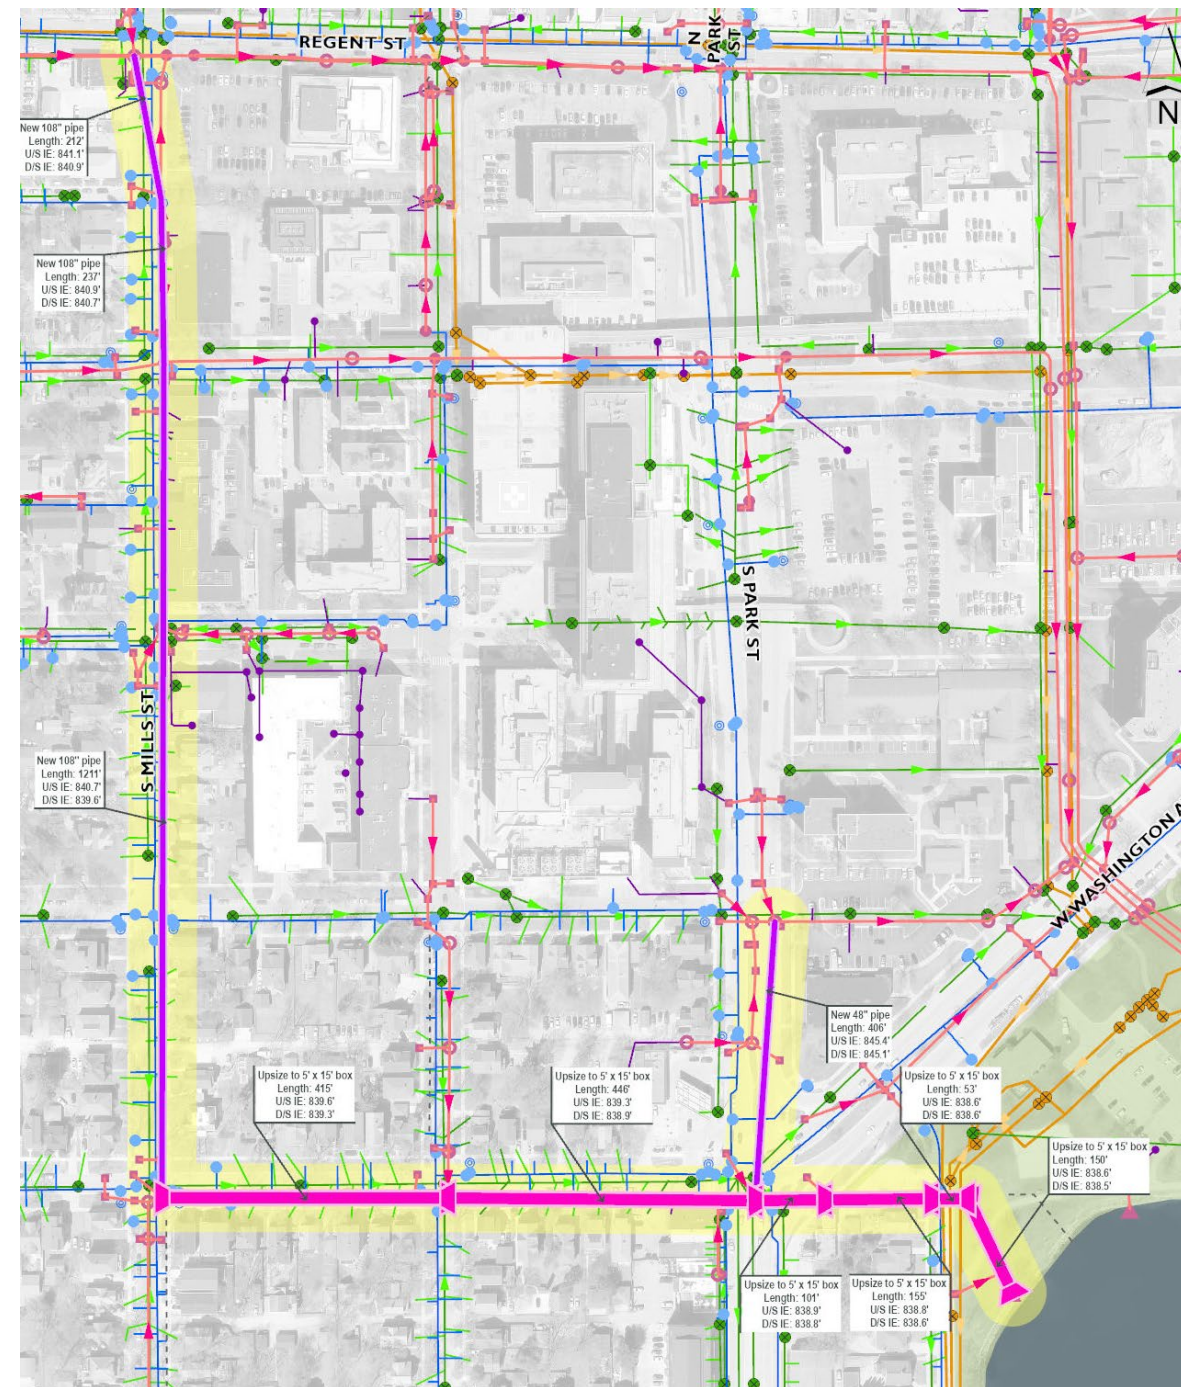 REGENT ST
N
PARK
ST
N
New 108" pipe
Length: 212'
U/S IE: 841.1'
D/S IE: 840.9'
New 108" pipe
Length: 237'
U/S IE: 840.9'
D/S IE: 840.7'
S PARK ST
S MILLS ST
New 108" pipe
Length: 1211'
U/S IE: 840.7'
D/S IE: 839.6'
W WASHINGTON A
New 48" pipe
Length: 406'
U/S IE: 845.4'
D/S IE: 845.1'
Upsize to 5' x 15' box
Length: 415'
U/S IE: 839.6'
D/S IE: 839.3'
Upsize to 5' x 15' box
Length: 446'
U/S IE: 839.3'
D/S IE: 838.9'
Upsize to 5' x 15' box
Length: 53'
U/S IE: 838.6'
D/S IE: 838.6'
Upsize to 5' x 15' box
Length: 150'
U/S IE: 838.6'
D/S IE: 838.5'
Upsize to 5' x 15' box
Length: 101'
U/S IE: 838.9'
D/S IE: 838.8'
Upsize to 5' x 15' box
Length: 155'
U/S IE: 838.8'
D/S IE: 838.6'